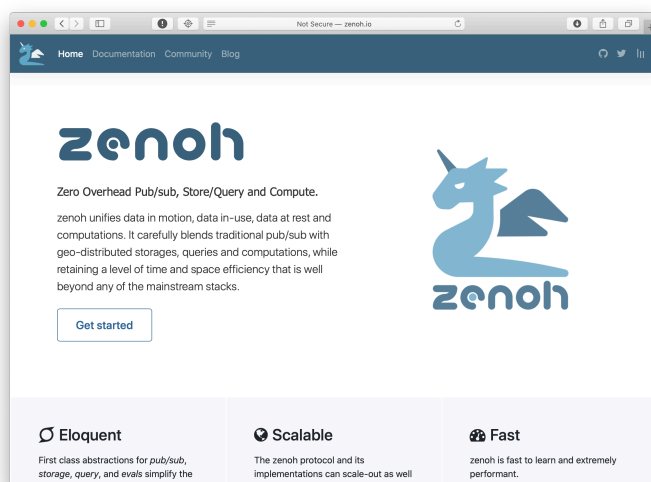 Not Secure — zenoh.io
Home Documentation Community Blog
zenoh
Zero Overhead Pub/sub, Store/Query and Compute.
zenoh unifies data in motion, data in-use, data at rest and
computations. It carefully blends traditional pub/sub with
geo-distributed storages, queries and computations, while
retaining a level of time and space efficiency that is well
beyond any of the mainstream stacks.
Get started
zenoh
Eloquent
First class abstractions for pub/sub,
storage, query, and evals simplify the
Scalable
The zenoh protocol and its
implementations can scale-out as well
Fast
zenoh is fast to learn and extremely
performant.